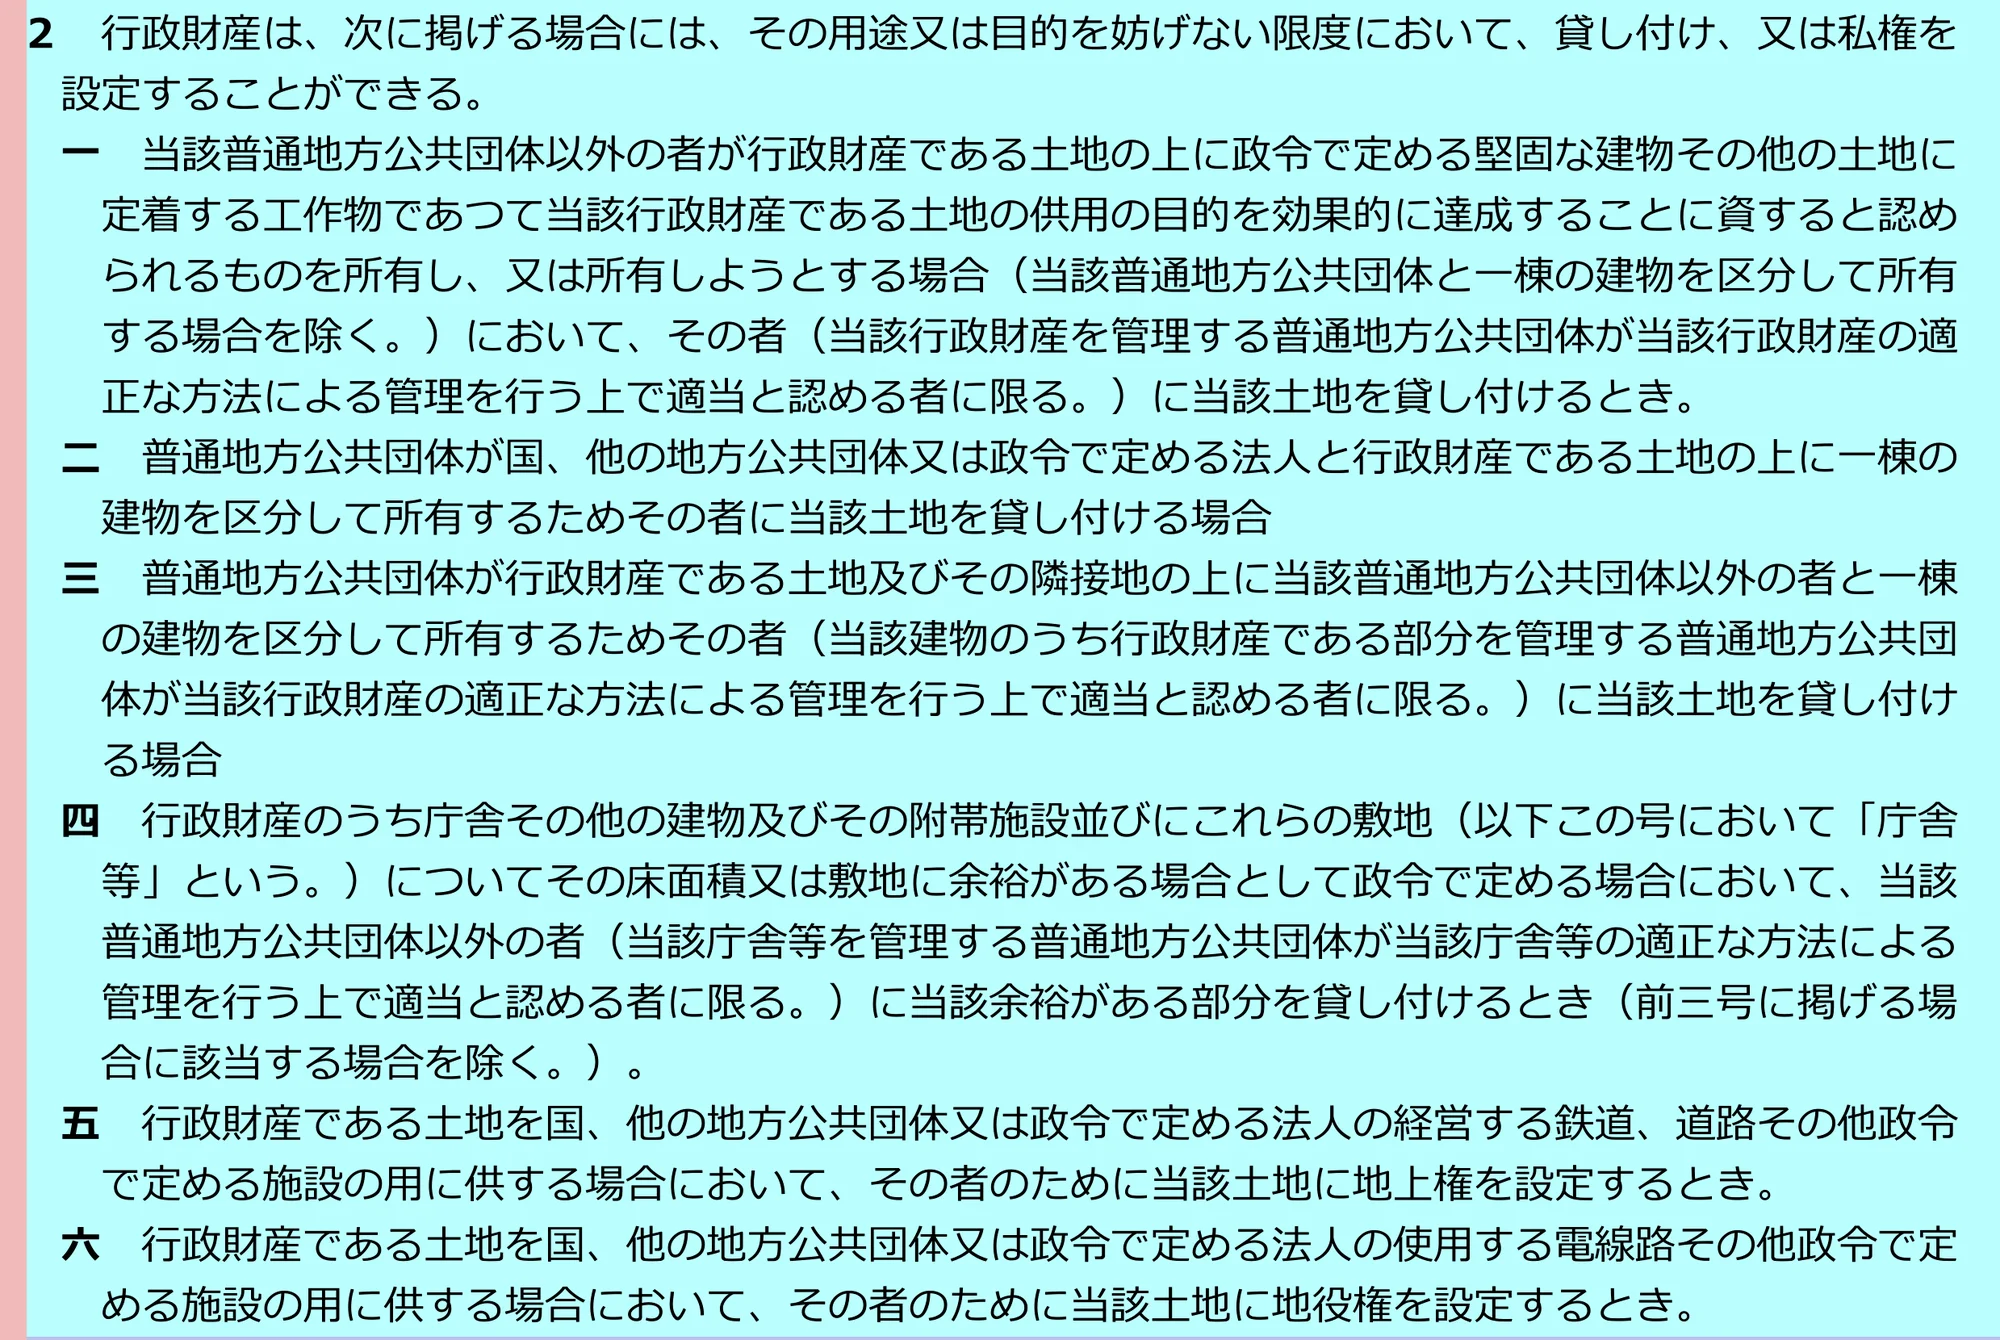 2　行政財産は、次に掲げる場合には、その用途又は目的を妨げない限度において、貸し付け、又は私権を
設定することができる。
一　当該普通地方公共団体以外の者が行政財産である土地の上に政令で定める堅固な建物その他の土地に
定着する工作物であつて当該行政財産である土地の供用の目的を効果的に達成することに資すると認め
られるものを所有し、又は所有しようとする場合（当該普通地方公共団体と一棟の建物を区分して所有
する場合を除く。）において、その者（当該行政財産を管理する普通地方公共団体が当該行政財産の適
正な方法による管理を行う上で適当と認める者に限る。）に当該土地を貸し付けるとき。
二　普通地方公共団体が国、他の地方公共団体又は政令で定める法人と行政財産である土地の上に一棟の
建物を区分して所有するためその者に当該土地を貸し付ける場合
三　普通地方公共団体が行政財産である土地及びその隣接地の上に当該普通地方公共団体以外の者と一棟
の建物を区分して所有するためその者（当該建物のうち行政財産である部分を管理する普通地方公共団
体が当該行政財産の適正な方法による管理を行う上で適当と認める者に限る。）に当該土地を貸し付け
る場合
四　行政財産のうち庁舎その他の建物及びその附帯施設並びにこれらの敷地（以下この号において「庁舎
等」という。）についてその床面積又は敷地に余裕がある場合として政令で定める場合において、当該
普通地方公共団体以外の者（当該庁舎等を管理する普通地方公共団体が当該庁舎等の適正な方法による
管理を行う上で適当と認める者に限る。）に当該余裕がある部分を貸し付けるとき（前三号に掲げる場
合に該当する場合を除く。）。
五　行政財産である土地を国、他の地方公共団体又は政令で定める法人の経営する鉄道、道路その他政令
で定める施設の用に供する場合において、その者のために当該土地に地上権を設定するとき。
六　行政財産である土地を国、他の地方公共団体又は政令で定める法人の使用する電線路その他政令で定
める施設の用に供する場合において、その者のために当該土地に地役権を設定するとき。